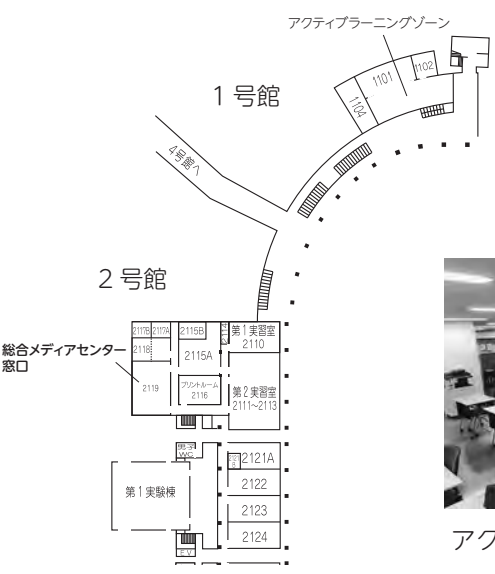 アクティブラーニングゾーン
1101
1102
1104
1号館
4号館へ
2号館
総合メディアセンター
窓口
2117B
2117A
2115B
第1実習室
2110
2118
2115A
2119
プリントルーム
2116
第2実習室
2111～2113
男子
WC
2121A
第1実験棟
2122
2123
2124
EV
アク